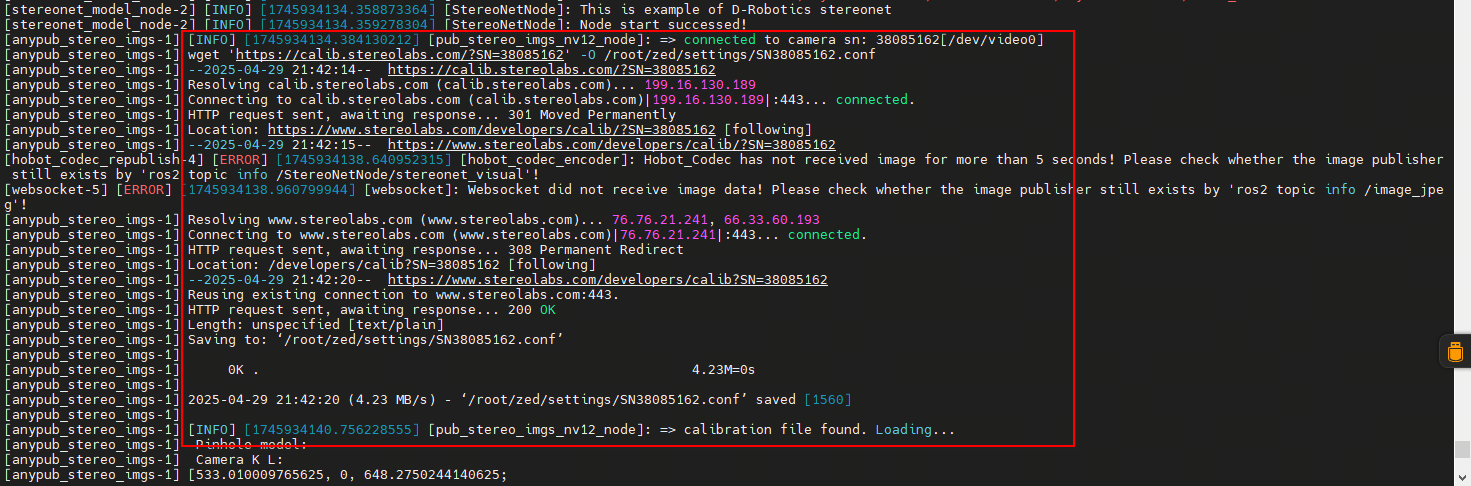 [stereonet_model_node-2] [INFO] [1745934134.358873364] [StereoNetNode]: This is example of D-Robotics stereonet
[stereonet_model_node-2] [INFO] [1745934134.359278304] [StereoNetNode]: Node start successed!
[anypub_stereo_imgs-1] [INFO] [1745934134.384130212] [pub_stereo_imgs_nv12_node]: => connected to camera sn: 38085162[/dev/video0]
[anypub_stereo_imgs-1] wget 'https://calib.stereolabs.com/?SN=38085162' -O /root/zed/settings/SN38085162.conf
[anypub_stereo_imgs-1] --2025-04-29 21:42:14-- https://calib.stereolabs.com/?SN=38085162
[anypub_stereo_imgs-1] Resolving calib.stereolabs.com (calib.stereolabs.com)... 199.16.130.189
[anypub_stereo_imgs-1] Connecting to calib.stereolabs.com (calib.stereolabs.com)|199.16.130.189|:443... connected.
[anypub_stereo_imgs-1] HTTP request sent, awaiting response... 301 Moved Permanently
[anypub_stereo_imgs-1] Location: https://www.stereolabs.com/developers/calib/?SN=38085162 [following]
[anypub_stereo_imgs-1] --2025-04-29 21:42:15-- https://www.stereolabs.com/developers/calib/?SN=38085162
[hobot_codec_republish-4] [ERROR] [1745934138.640952315] [hobot_codec_encoder]: Hobot_Codec has not received image for more than 5 seconds! Please check whether the image publisher
still exists by 'ros2 topic info /StereoNetNode/stereonet_visual'!
[websocket-5] [ERROR] [1745934138.960799944] [websocket]: Websocket did not receive image data! Please check whether the image publisher still exists by 'ros2 topic info /image_jpe
g'!
[anypub_stereo_imgs-1] Resolving www.stereolabs.com (www.stereolabs.com)... 76.76.21.241, 66.33.60.193
[anypub_stereo_imgs-1] Connecting to www.stereolabs.com (www.stereolabs.com)|76.76.21.241|:443... connected.
[anypub_stereo_imgs-1] HTTP request sent, awaiting response... 308 Permanent Redirect
[anypub_stereo_imgs-1] Location: /developers/calib?SN=38085162 [following]
[anypub_stereo_imgs-1] --2025-04-29 21:42:20-- https://www.stereolabs.com/developers/calib?SN=38085162
[anypub_stereo_imgs-1] Reusing existing connection to www.stereolabs.com:443.
[anypub_stereo_imgs-1] HTTP request sent, awaiting response... 200 OK
[anypub_stereo_imgs-1] Length: unspecified [text/plain]
[anypub_stereo_imgs-1] Saving to: ‘/root/zed/settings/SN38085162.conf’
[anypub_stereo_imgs-1]
[anypub_stereo_imgs-1] 0K . 4.23M=0s
[anypub_stereo_imgs-1]
[anypub_stereo_imgs-1] 2025-04-29 21:42:20 (4.23 MB/s) - ‘/root/zed/settings/SN38085162.conf’ saved [1560]
[anypub_stereo_imgs-1]
[anypub_stereo_imgs-1] [INFO] [1745934140.756228555] [pub_stereo_imgs_nv12_node]: => calibration file found. Loading...
[anypub_stereo_imgs-1] Pinhole model:
[anypub_stereo_imgs-1] Camera K L:
[anypub_stereo_imgs-1] [533.010009765625, 0, 648.2750244140625;